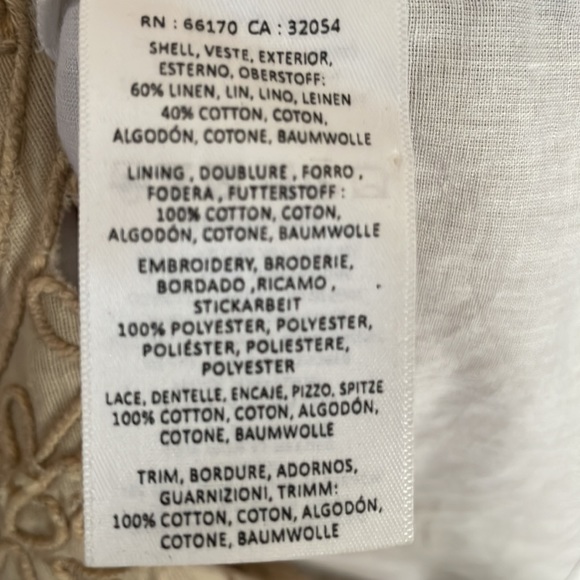 RN : 66170 CA : 32054
SHELL, VESTE, EXTERIOR,
ESTERNO, OBERSTOFF:
60% LINEN, LIN, LINO, LEINEN
40% COTTON, COTON,
ALGODÓN, COTONE, BAUMWOLLE
LINING , DOUBLURE , FORRO ,
FODERA , FUTTERSTOFF :
100% COTTON, COTON,
ALGODÓN, COTONE, BAUMWOLLE
EMBROIDERY, BRODERIE,
BORDADO ,RICAMO ,
STICKARBEIT
100% POLYESTER, POLYESTER,
POLIÉSTER, POLIESTERE,
POLYESTER
LACE, DENTELLE, ENCAJE, PIZZO, SPITZE
100% COTTON, COTON, ALGODÓN,
COTONE, BAUMWOLLE
TRIM, BORDURE, ADORNOS,
GUARNIZIONI, TRIMM:
100% COTTON, COTON, ALGODÓN,
COTONE, BAUMWOLLE